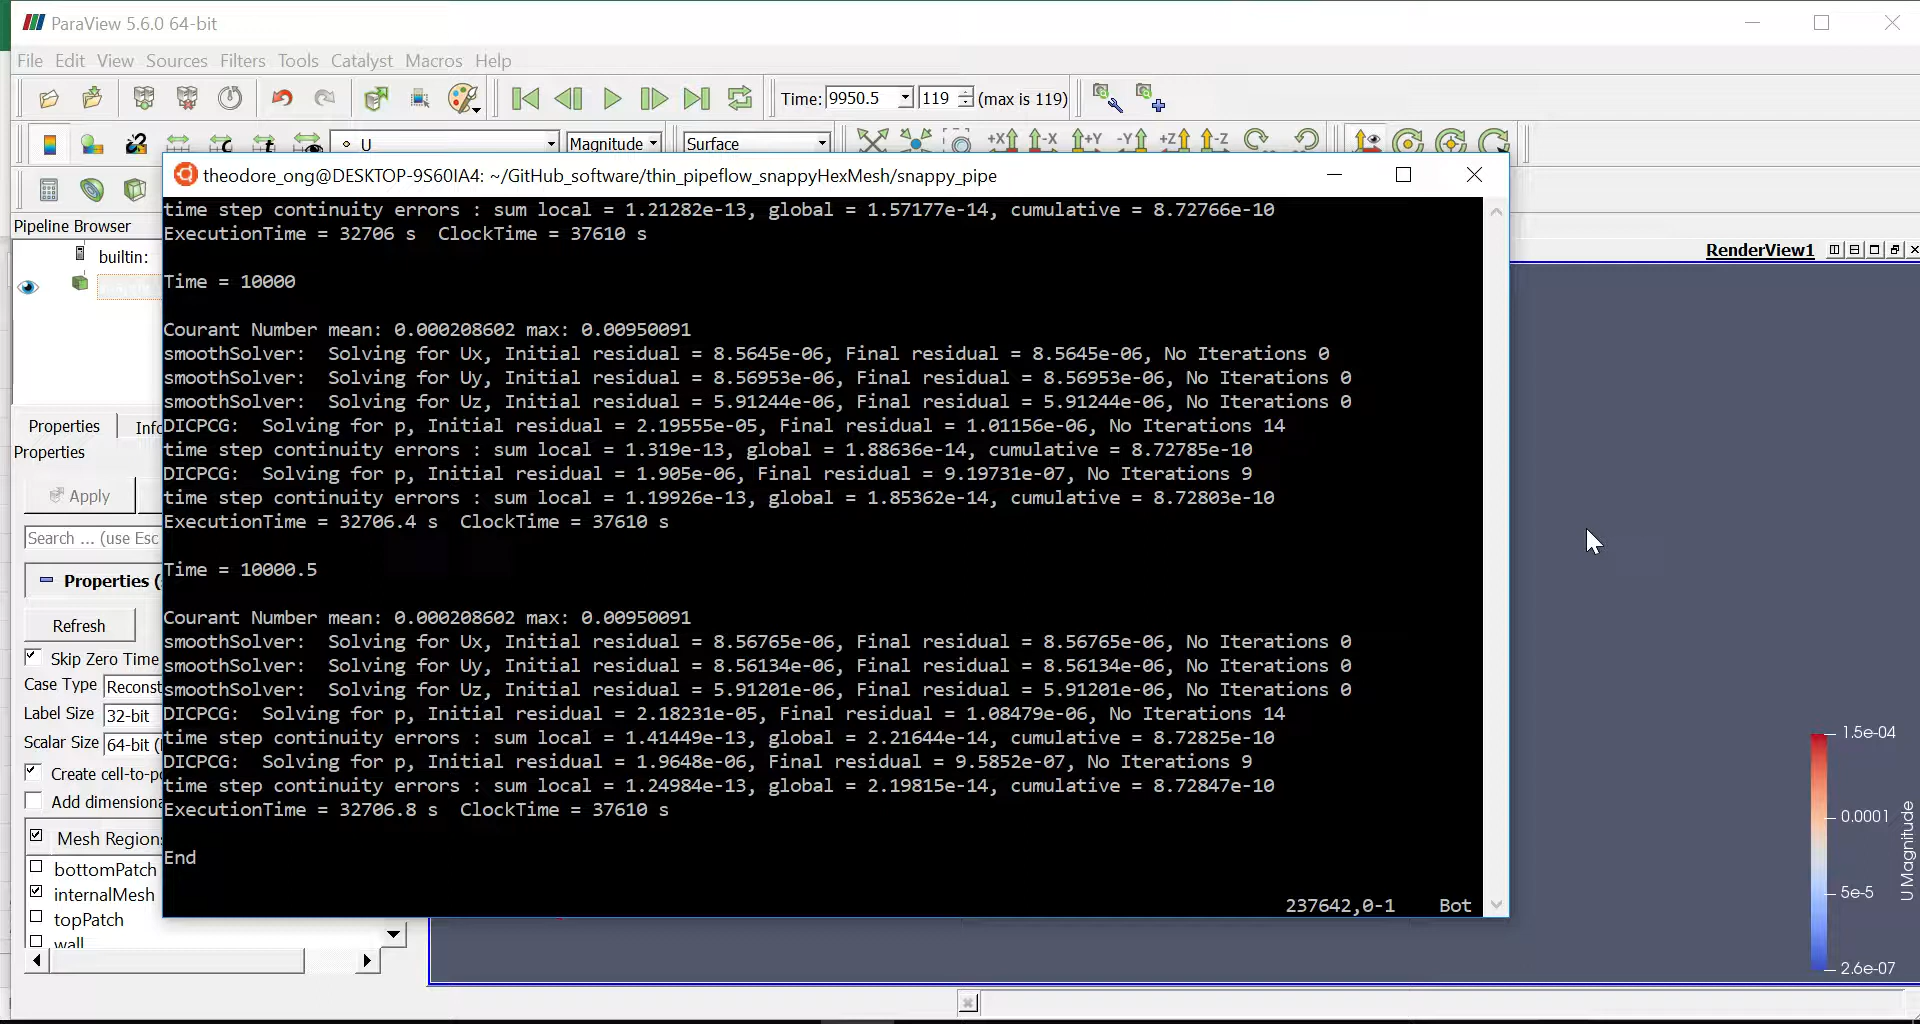 ParaView 5.6.0 64-bit
File Edit View Sources Filters Tools Catalyst Macros Help
Time: 9950.5 119 (max is 119)
U Magnitude Surface +X -X +Y -Y +Z -Z
theodore_ong@DESKTOP-9S60IA4: ~/GitHub_software/thin_pipeflow_snappyHexMesh/snappy_pipe
time step continuity errors : sum local = 1.21282e-13, global = 1.57177e-14, cumulative = 8.72766e-10
ExecutionTime = 32706 s  ClockTime = 37610 s
Time = 10000
Courant Number mean: 0.000208602 max: 0.00950091
smoothSolver:  Solving for Ux, Initial residual = 8.5645e-06, Final residual = 8.5645e-06, No Iterations 0
smoothSolver:  Solving for Uy, Initial residual = 8.56953e-06, Final residual = 8.56953e-06, No Iterations 0
smoothSolver:  Solving for Uz, Initial residual = 5.91244e-06, Final residual = 5.91244e-06, No Iterations 0
DICPCG:  Solving for p, Initial residual = 2.19555e-05, Final residual = 1.01156e-06, No Iterations 14
time step continuity errors : sum local = 1.319e-13, global = 1.88636e-14, cumulative = 8.72785e-10
DICPCG:  Solving for p, Initial residual = 1.905e-06, Final residual = 9.19731e-07, No Iterations 9
time step continuity errors : sum local = 1.19926e-13, global = 1.85362e-14, cumulative = 8.72803e-10
ExecutionTime = 32706.4 s  ClockTime = 37610 s
Time = 10000.5
Courant Number mean: 0.000208602 max: 0.00950091
smoothSolver:  Solving for Ux, Initial residual = 8.56765e-06, Final residual = 8.56765e-06, No Iterations 0
smoothSolver:  Solving for Uy, Initial residual = 8.56134e-06, Final residual = 8.56134e-06, No Iterations 0
smoothSolver:  Solving for Uz, Initial residual = 5.91201e-06, Final residual = 5.91201e-06, No Iterations 0
DICPCG:  Solving for p, Initial residual = 2.18231e-05, Final residual = 1.08479e-06, No Iterations 14
time step continuity errors : sum local = 1.41449e-13, global = 2.21644e-14, cumulative = 8.72825e-10
DICPCG:  Solving for p, Initial residual = 1.9648e-06, Final residual = 9.5852e-07, No Iterations 9
time step continuity errors : sum local = 1.24984e-13, global = 2.19815e-14, cumulative = 8.72847e-10
ExecutionTime = 32706.8 s  ClockTime = 37610 s
End
237642,0-1 Bot
Pipeline Browser
builtin:
Properties Info
Properties
Apply
Search ... (use Esc
Properties (
Refresh
Skip Zero Time
Case Type Reconst
Label Size 32-bit
Scalar Size 64-bit (
Create cell-to-po
Add dimensiona
Mesh Region
bottomPatch
internalMesh
topPatch
wall
RenderView1
1.5e-04
0.0001
5e-5
2.6e-07
U Magnitude